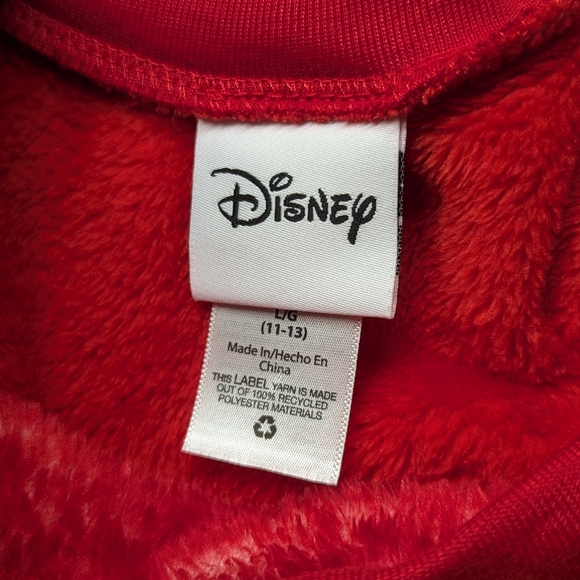 Disney
L/G
(11-13)
Made In/Hecho En
China
THIS LABEL YARN IS MADE
OUT OF 100% RECYCLED
POLYESTER MATERIALS